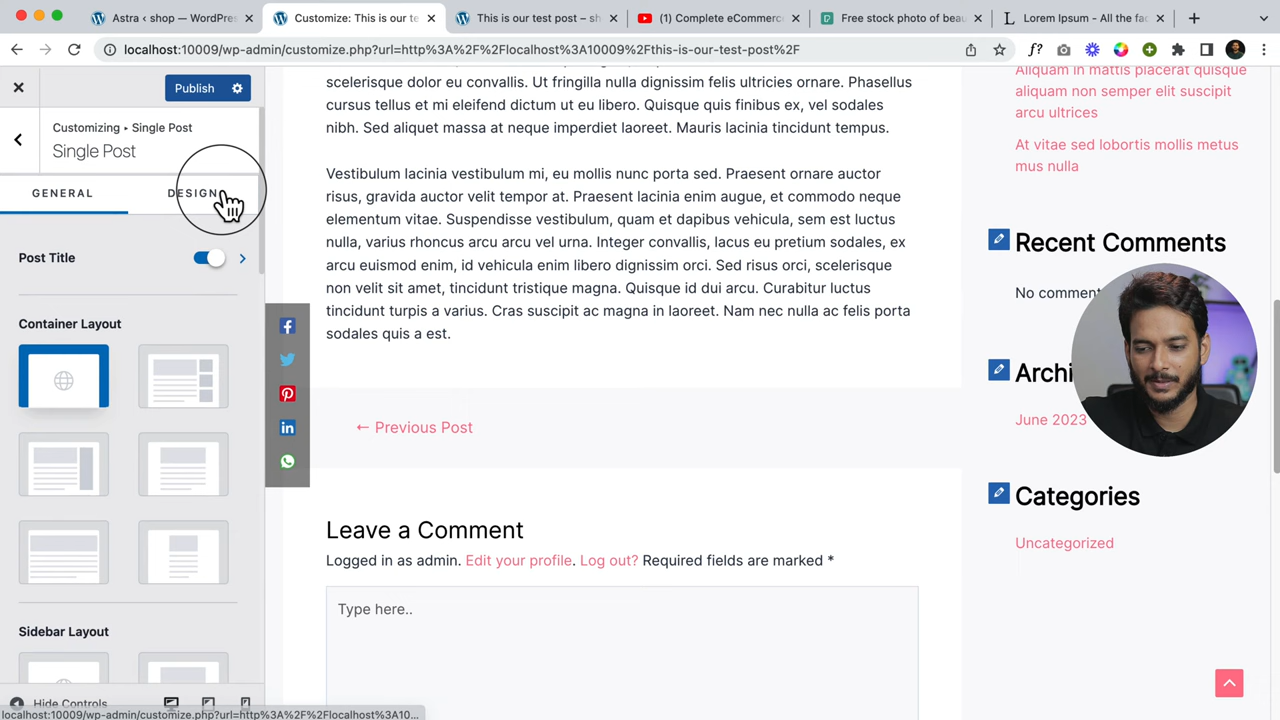 Astra ‹ shop — WordPre
Customize: This is our te
This is our test post – sh
(1) Complete eCommerc
Free stock photo of beau
Lorem Ipsum - All the fac
localhost:10009/wp-admin/customize.php?url=http%3A%2F%2Flocalhost%3A10009%2Fthis-is-our-test-post%2F
f?
Publish
Customizing ▸ Single Post
Single Post
GENERAL
DESIGN
Post Title
Container Layout
Sidebar Layout
Hide Controls
localhost:10009/wp-admin/customize.php?url=http%3A%2F%2Flocalhost%3A10...
scelerisque dolor eu convallis. Ut fringilla nulla dignissim felis ultricies ornare. Phasellus
cursus tellus et mi eleifend dictum ut eu libero. Quisque quis finibus ex, vel sodales
nibh. Sed aliquet massa at neque imperdiet laoreet. Mauris lacinia tincidunt tempus.
Vestibulum lacinia vestibulum mi, eu mollis nunc porta sed. Praesent ornare auctor
risus, gravida auctor velit tempor at. Praesent lacinia enim augue, et commodo neque
elementum vitae. Suspendisse vestibulum, quam et dapibus vehicula, sem est luctus
nulla, varius rhoncus arcu arcu vel urna. Integer convallis, lacus eu pretium sodales, ex
arcu euismod enim, id vehicula enim libero dignissim orci. Sed risus orci, scelerisque
non velit sit amet, tincidunt tristique magna. Quisque id dui arcu. Curabitur luctus
tincidunt turpis a varius. Cras suscipit ac magna in laoreet. Nam nec nulla ac felis porta
sodales quis a est.
← Previous Post
Leave a Comment
Logged in as admin. Edit your profile. Log out? Required fields are marked *
Type here..
Aliquam in mattis placerat quisque
aliquam non semper elit suscipit
arcu ultrices
At vitae sed lobortis mollis metus
mus nulla
Recent Comments
No comment
Archi
June 2023
Categories
Uncategorized